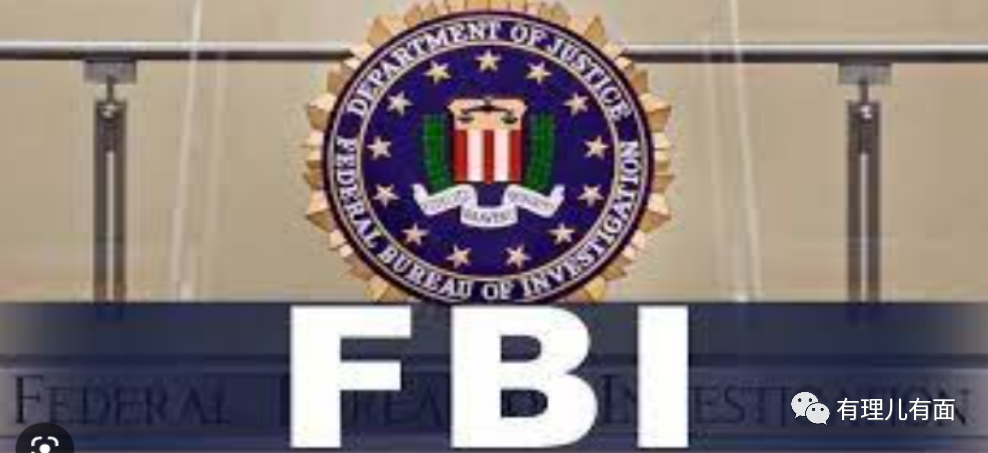 DEPARTMENT OF JUSTICE
FEDERAL BUREAU OF INVESTIGATION
FBI
FEDERAL
有理儿有面